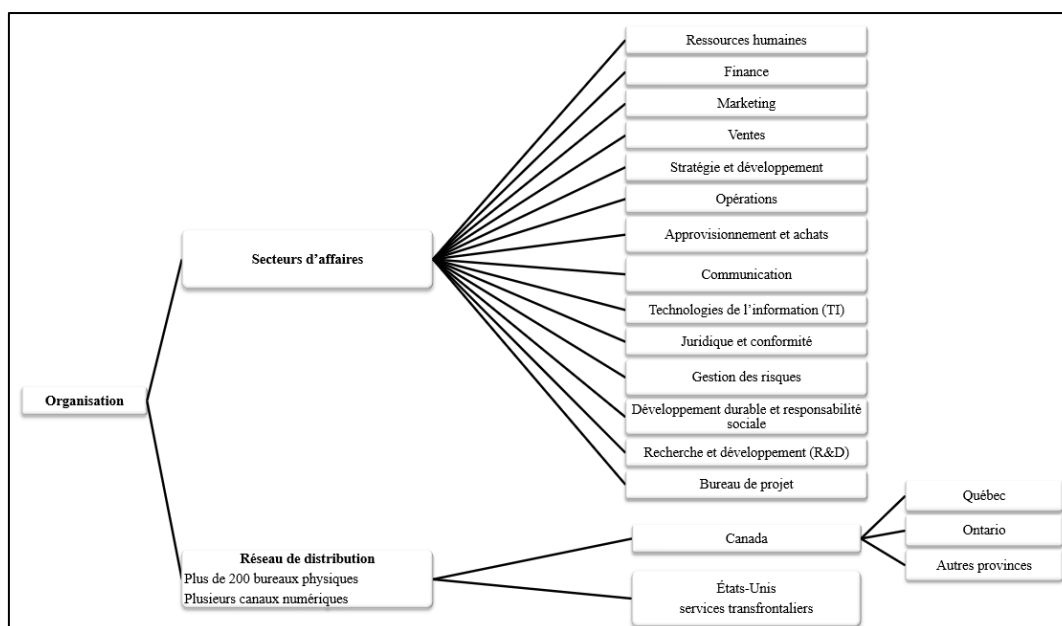 Ressources humaines
Finance
Marketing
Ventes
Stratégie et développement
Opérations
Approvisionnement et achats
Secteurs d’affaires
Communication
Technologies de l’information (TI)
Juridique et conformité
Gestion des risques
Organisation
Développement durable et responsabilité
sociale
Recherche et développement (R&D)
Bureau de projet
Réseau de distribution
Plus de 200 bureaux physiques
Plusieurs canaux numériques
Canada
Québec
Ontario
Autres provinces
États-Unis
services transfrontaliers